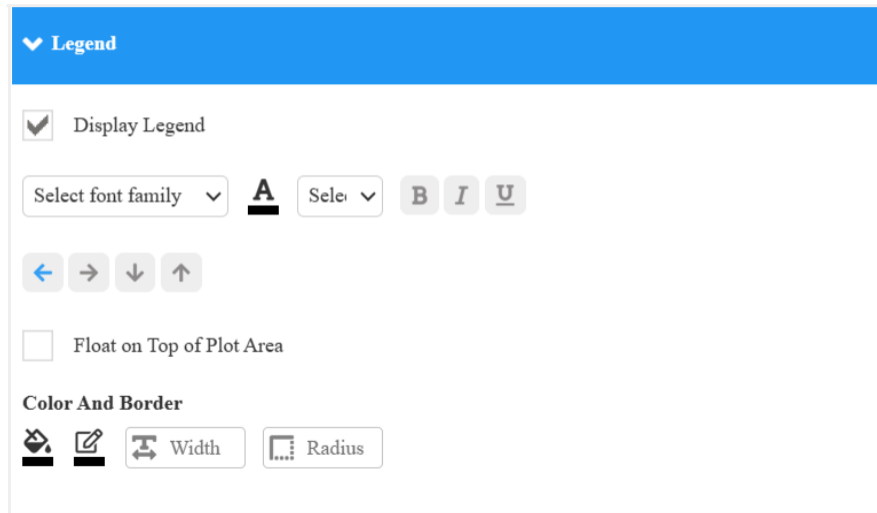 Legend
Display Legend
Select font family A Sele B I U
Float on Top of Plot Area
Color And Border
Width Radius